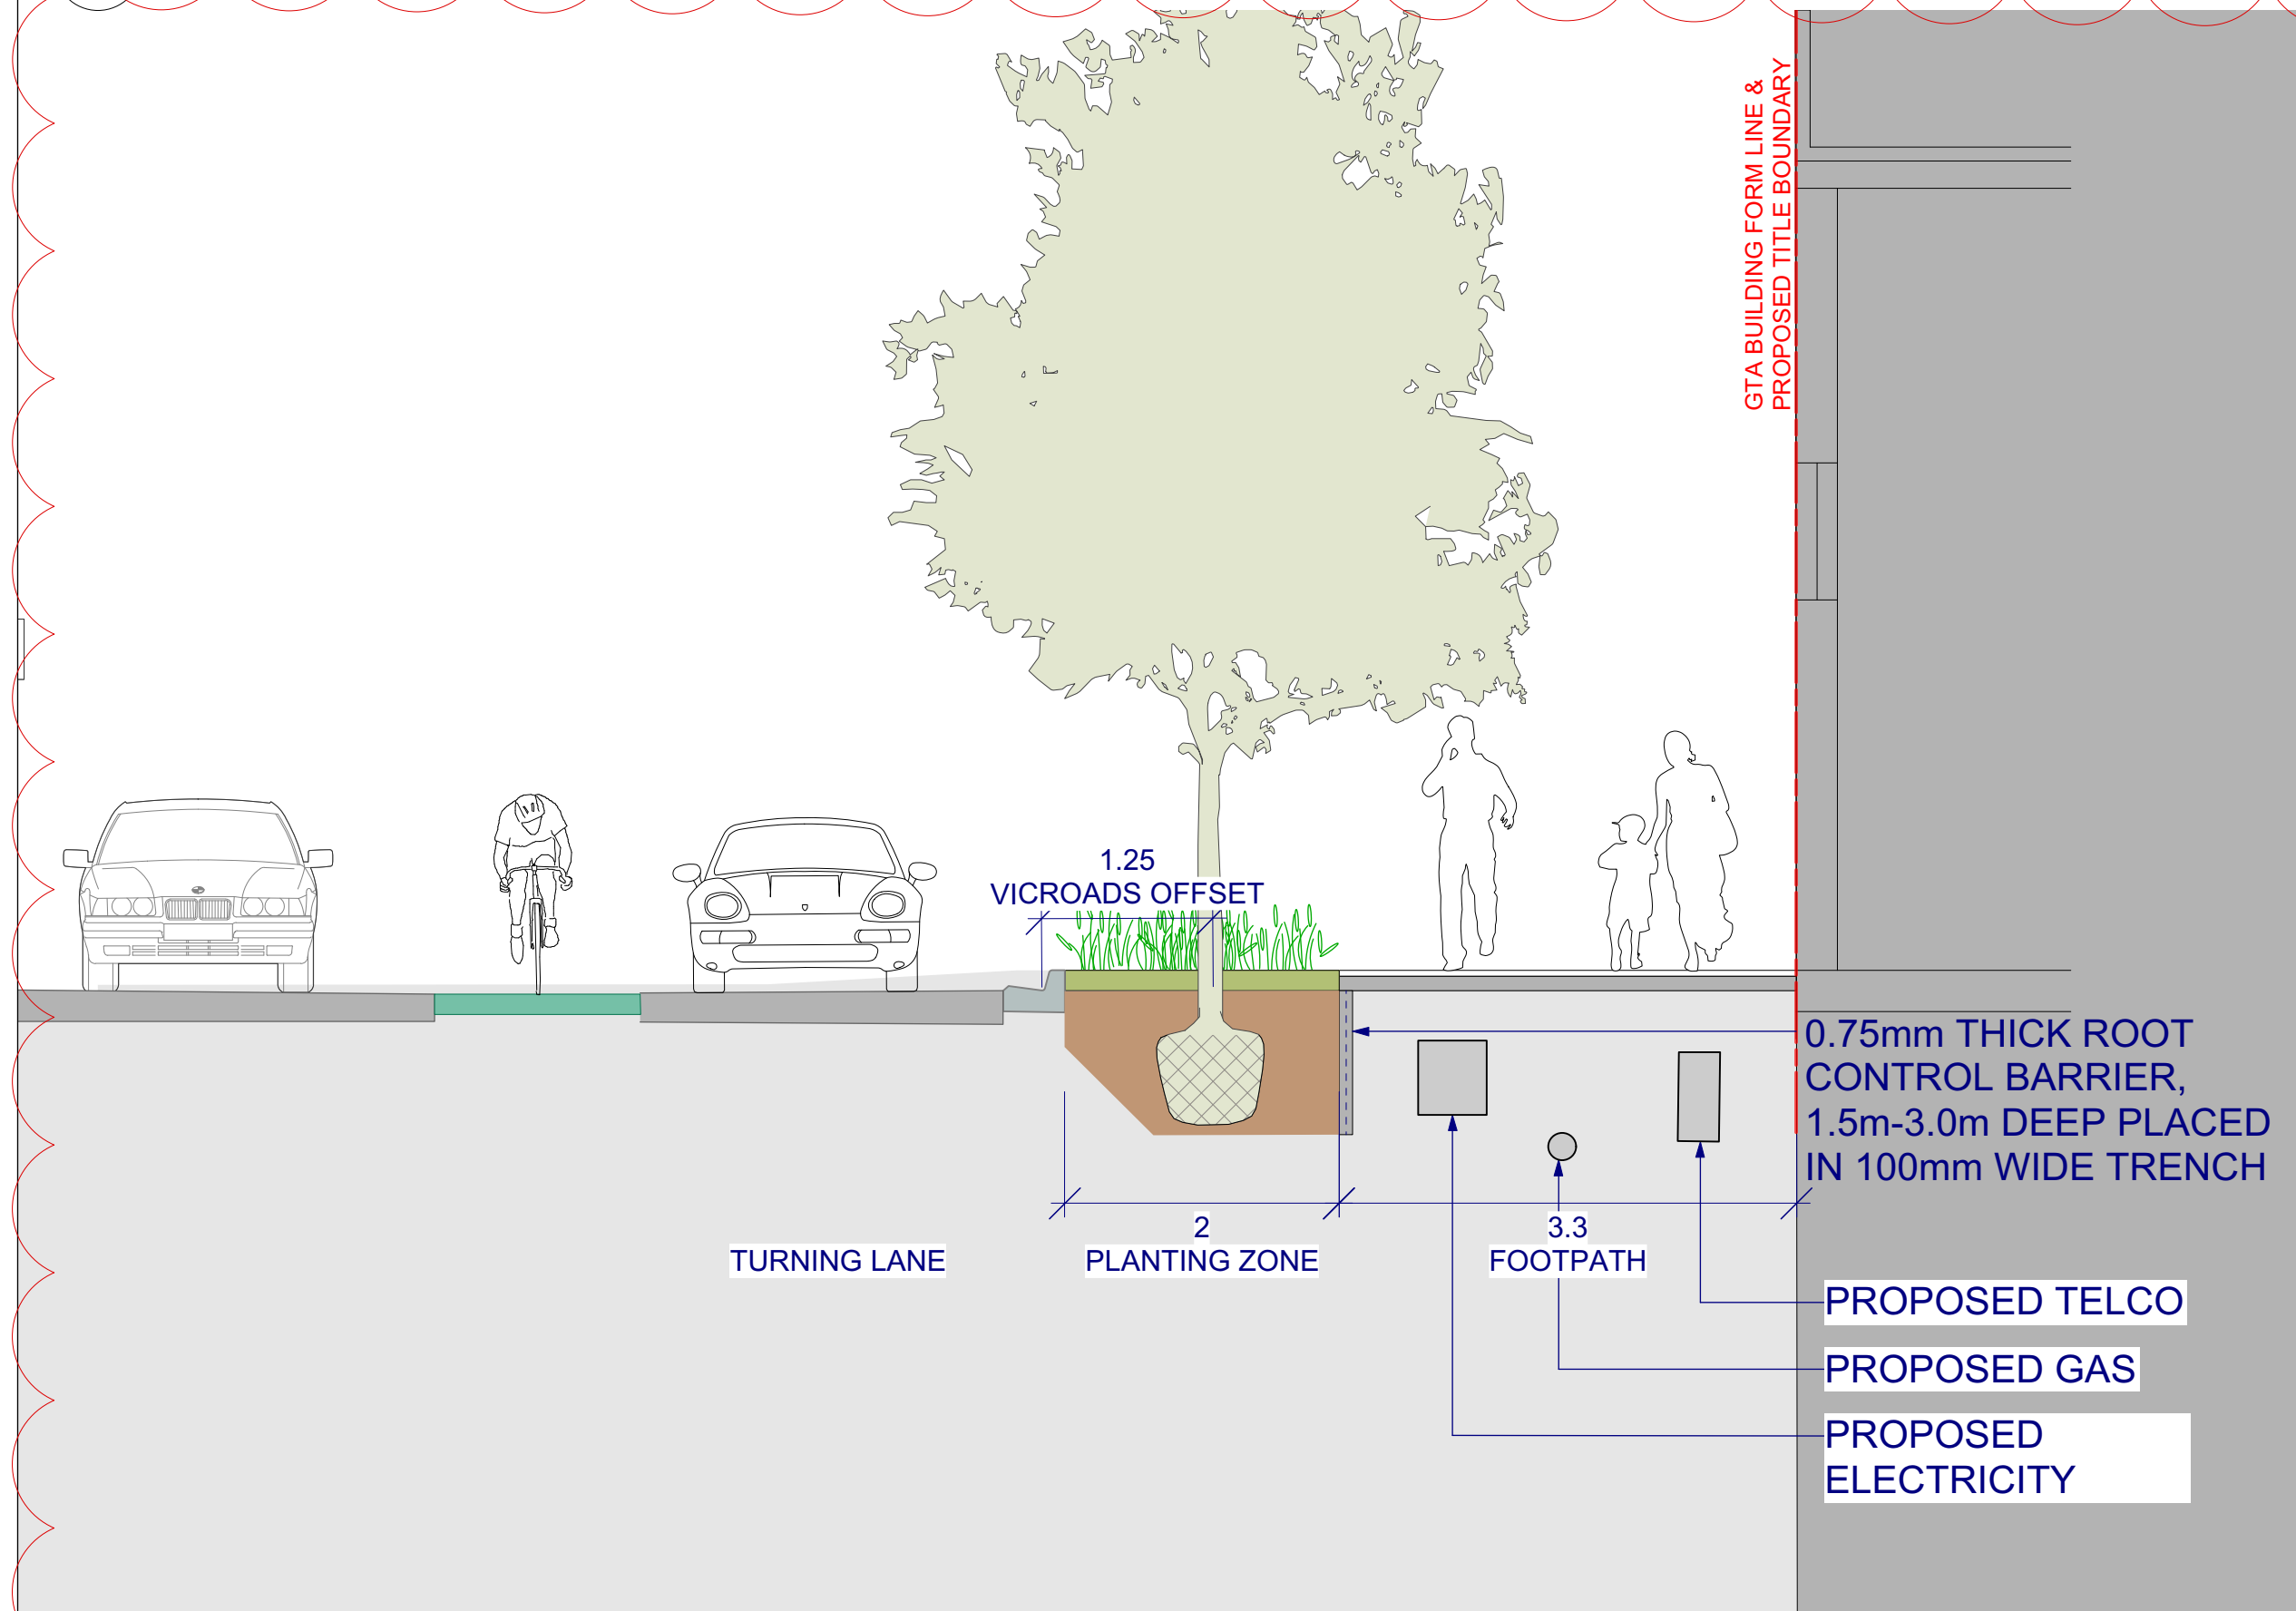 GTA BUILDING FORM LINE &
PROPOSED TITLE BOUNDARY
1.25
VICROADS OFFSET
0.75mm THICK ROOT
CONTROL BARRIER,
1.5m-3.0m DEEP PLACED
IN 100mm WIDE TRENCH
2
PLANTING ZONE
3.3
FOOTPATH
TURNING LANE
PROPOSED TELCO
PROPOSED GAS
PROPOSED
ELECTRICITY